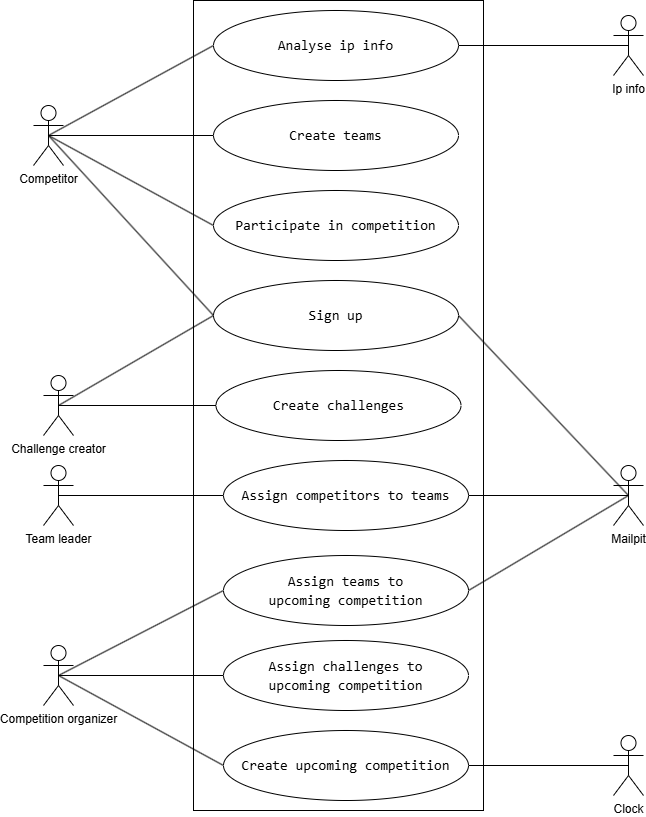 Analyse ip info
Ip info
Create teams
Competitor
Participate in competition
Sign up
Create challenges
Challenge creator
Assign competitors to teams
Team leader
Mailpit
Assign teams to
upcoming competition
Assign challenges to
upcoming competition
Competition organizer
Create upcoming competition
Clock